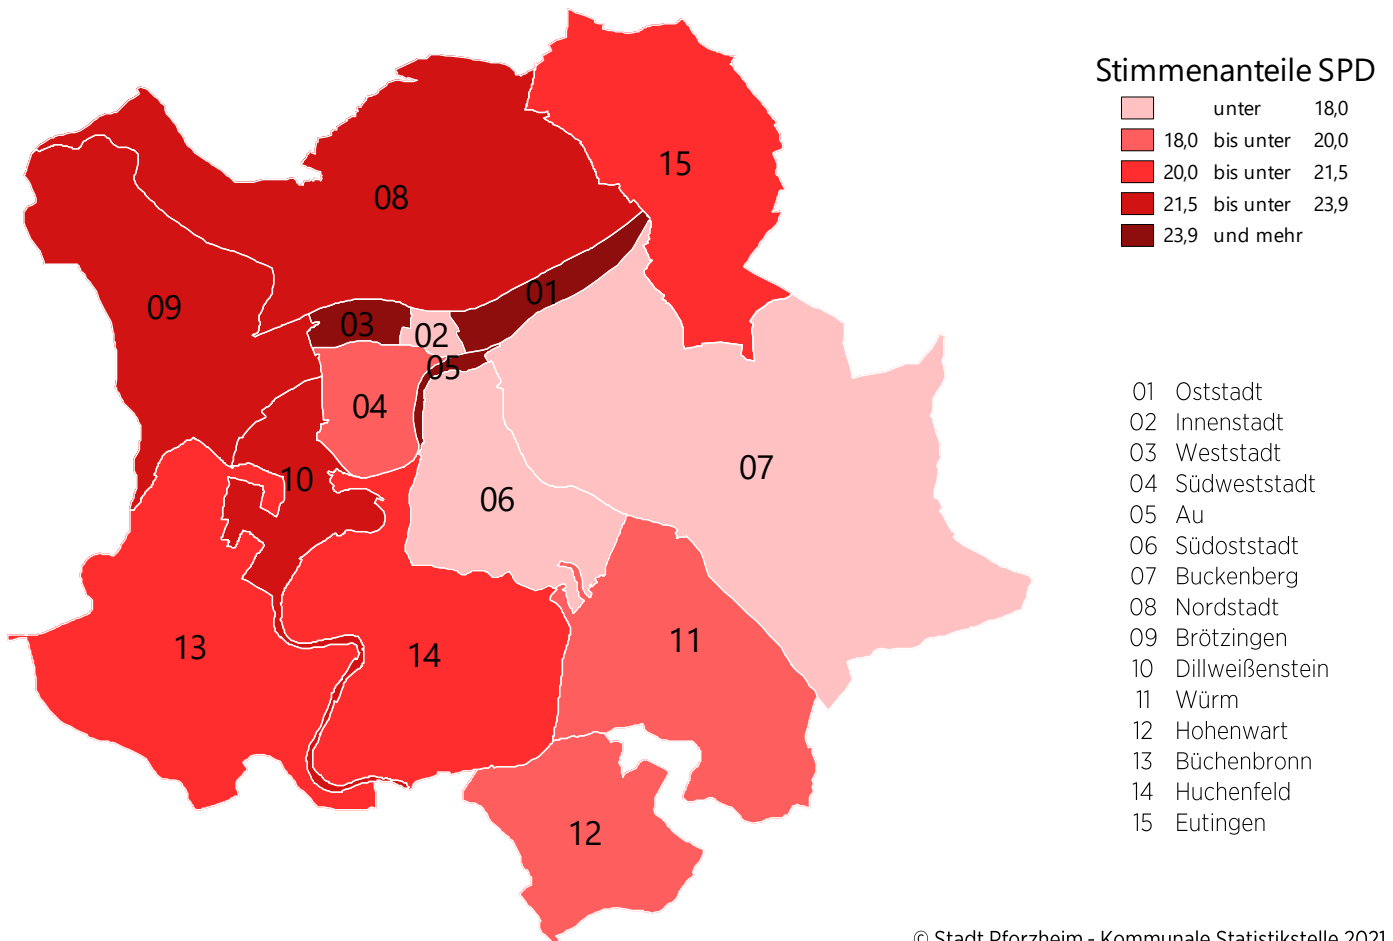 Stimmenanteile SPD
unter 18,0
18,0 bis unter 20,0
20,0 bis unter 21,5
21,5 bis unter 23,9
23,9 und mehr
15
08
01
09
03
02
05
04
10
07
06
13
14
11
12
01 Oststadt
02 Innenstadt
03 Weststadt
04 Südweststadt
05 Au
06 Südoststadt
07 Buckenberg
08 Nordstadt
09 Brötzingen
10 Dillweißenstein
11 Würm
12 Hohenwart
13 Büchenbronn
14 Huchenfeld
15 Eutingen
© Stadt Pforzheim - Kommunale Statistikstelle 2021